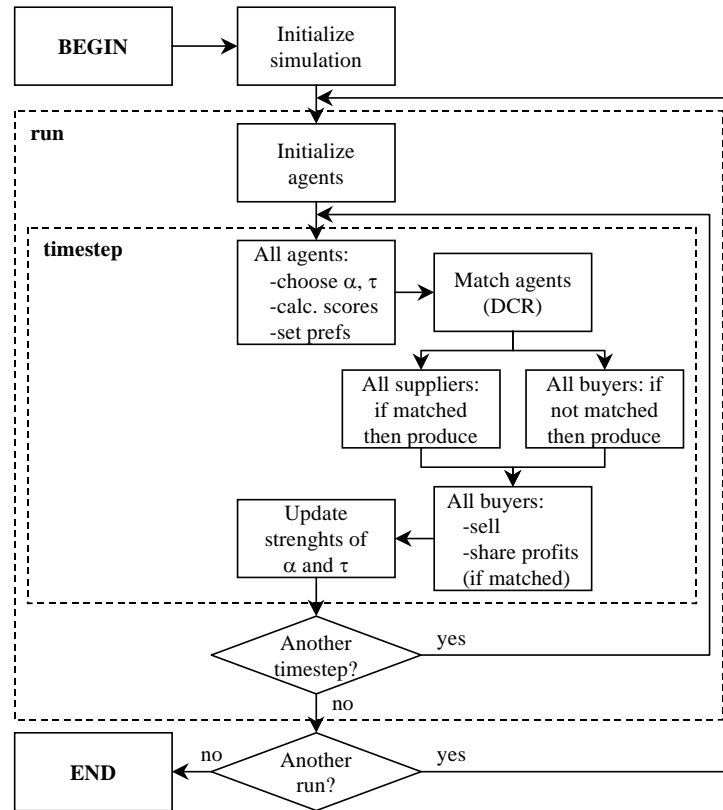 BEGIN
Initialize
simulation
run
Initialize
agents
timestep
All agents:
-choose α, τ
-calc. scores
-set prefs
Match agents
(DCR)
All suppliers:
if matched
then produce
All buyers: if
not matched
then produce
All buyers:
-sell
-share profits
(if matched)
Update
strenghts of
α and τ
Another
timestep?
yes
no
Another
run?
yes
no
END